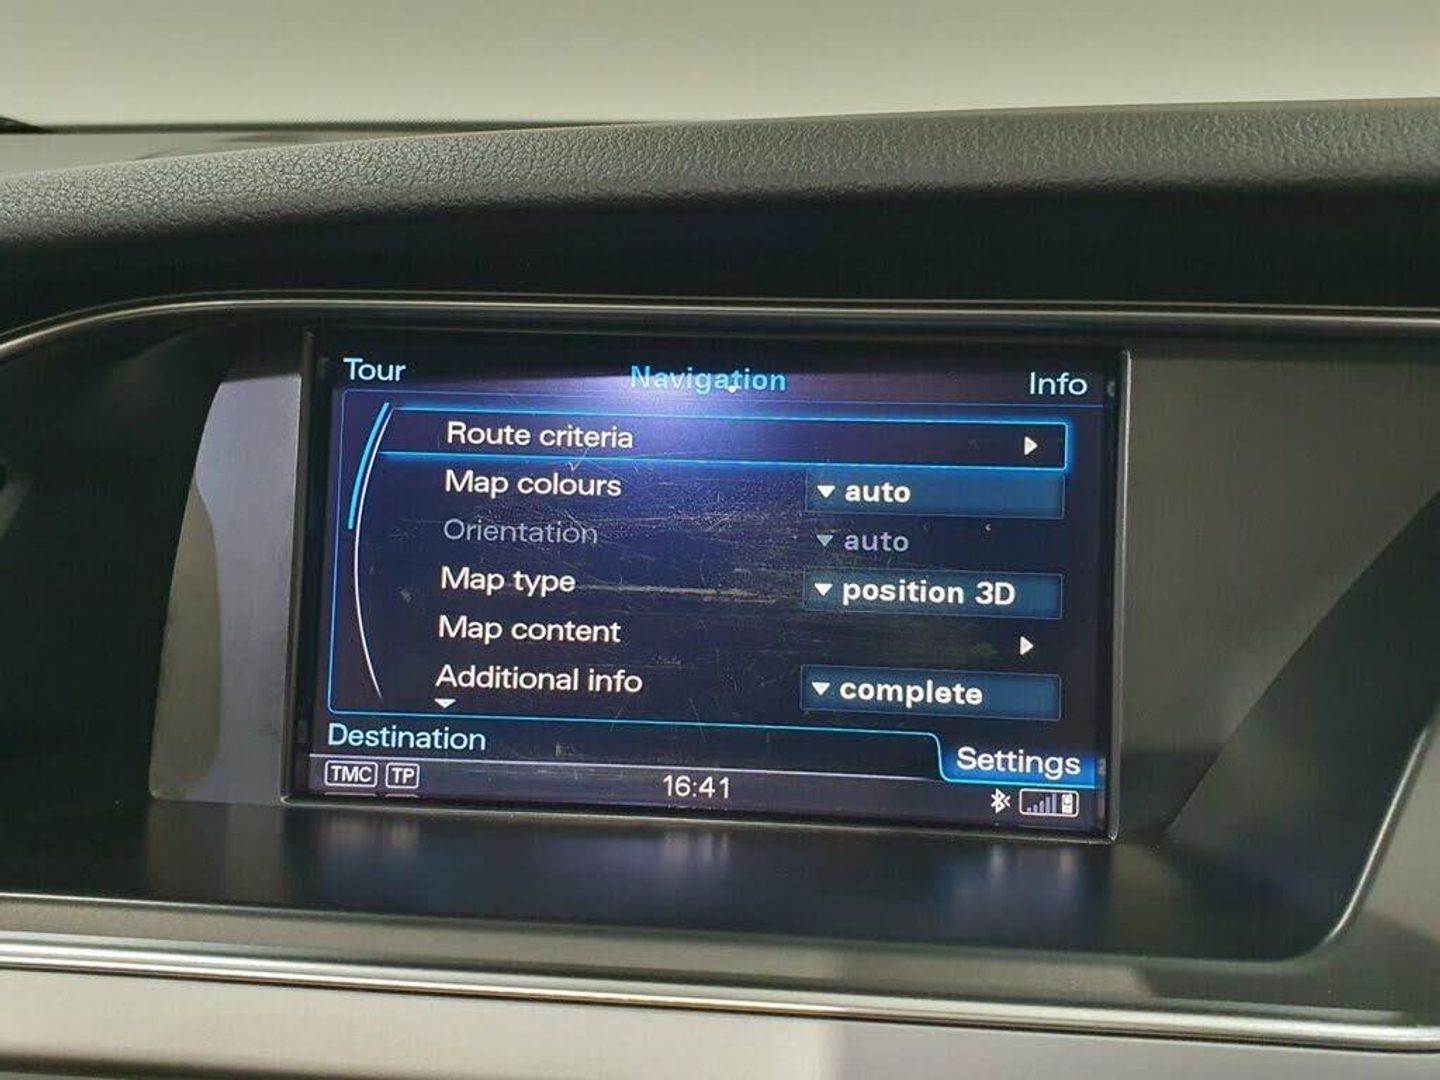 Tour Navigation Info
Route criteria
Map colours auto
Orientation auto
Map type position 3D
Map content
Additional info complete
Destination Settings
TMC TP 16:41